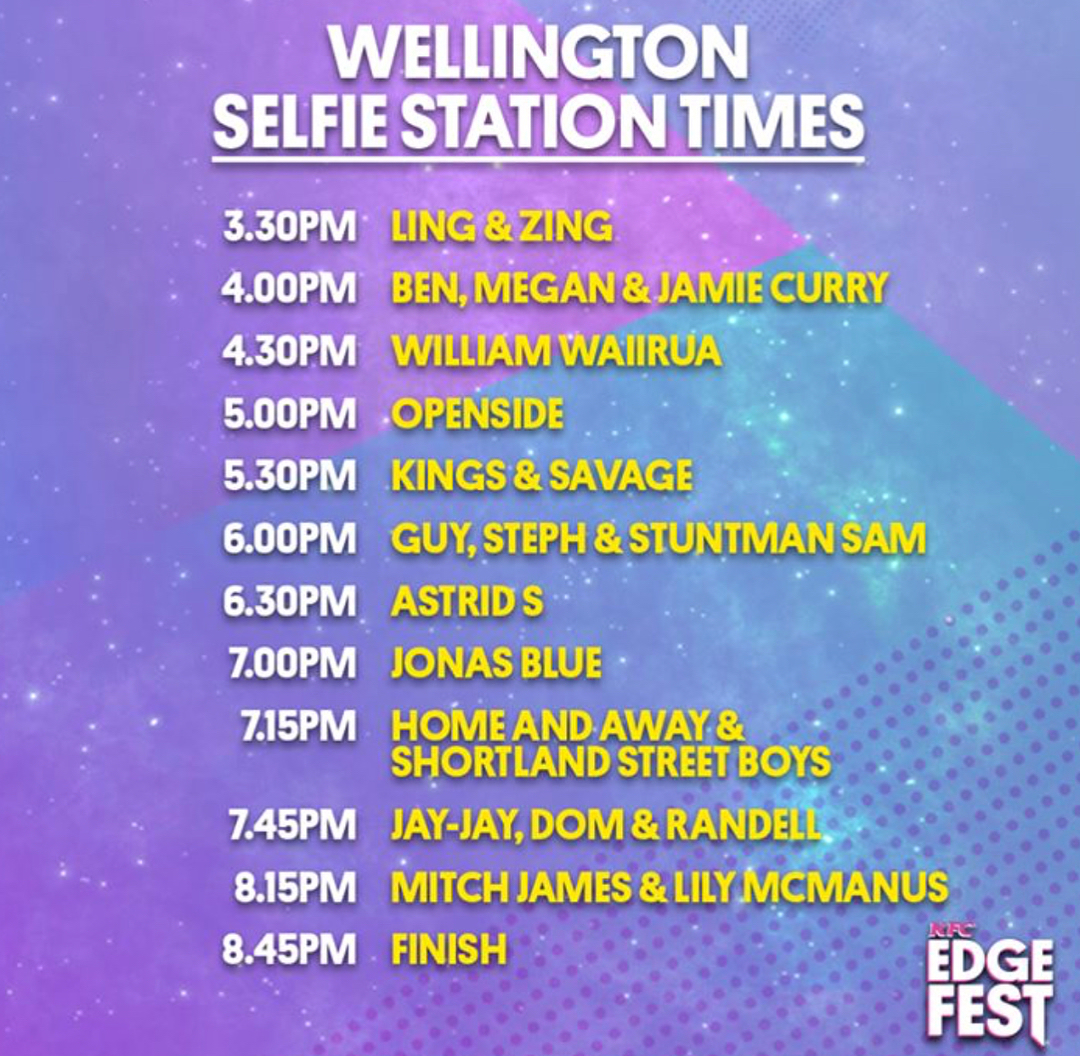 WELLINGTON
SELFIE STATION TIMES
3.30PM LING & ZING
4.00PM BEN, MEGAN & JAMIE CURRY
4.30PM WILLIAM WAIIRUA
5.00PM OPENSIDE
5.30PM KINGS & SAVAGE
6.00PM GUY, STEPH & STUNTMAN SAM
6.30PM ASTRID S
7.00PM JONAS BLUE
7.15PM HOME AND AWAY &
SHORTLAND STREET BOYS
7.45PM JAY-JAY, DOM & RANDELL
8.15PM MITCH JAMES & LILY MCMANUS
8.45PM FINISH
KFC
EDGE
FEST